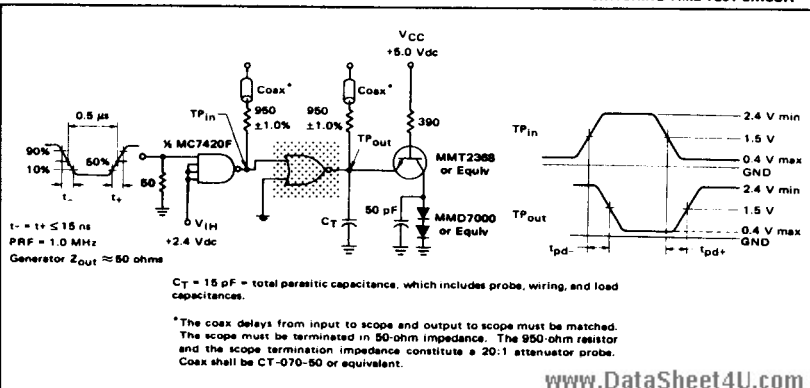 VCC
+5.0 Vdc
Coax*
Coax*
950
±1.0%
950
±1.0%
390
TPin
TPout
0.5 µs
90%
10%
50%
t-
t+
½ MC7420F
50
VIH
+2.4 Vdc
CT
50 pF
MMT2368
or Equiv
MMD7000
or Equiv
t- = t+ ≤ 15 ns
PRF = 1.0 MHz
Generator Zout ≈ 50 ohms
TPin
2.4 V min
1.5 V
0.4 V max
GND
TPout
2.4 V min
1.5 V
0.4 V max
GND
tpd-
tpd+
CT = 15 pF = total parasitic capacitance, which includes probe, wiring, and load
capacitances.
*The coax delays from input to scope and output to scope must be matched.
The scope must be terminated in 50-ohm impedance. The 950-ohm resistor
and the scope termination impedance constitute a 20:1 attenuator probe.
Coax shall be CT-070-50 or equivalent.
www.DataSheet4U.com